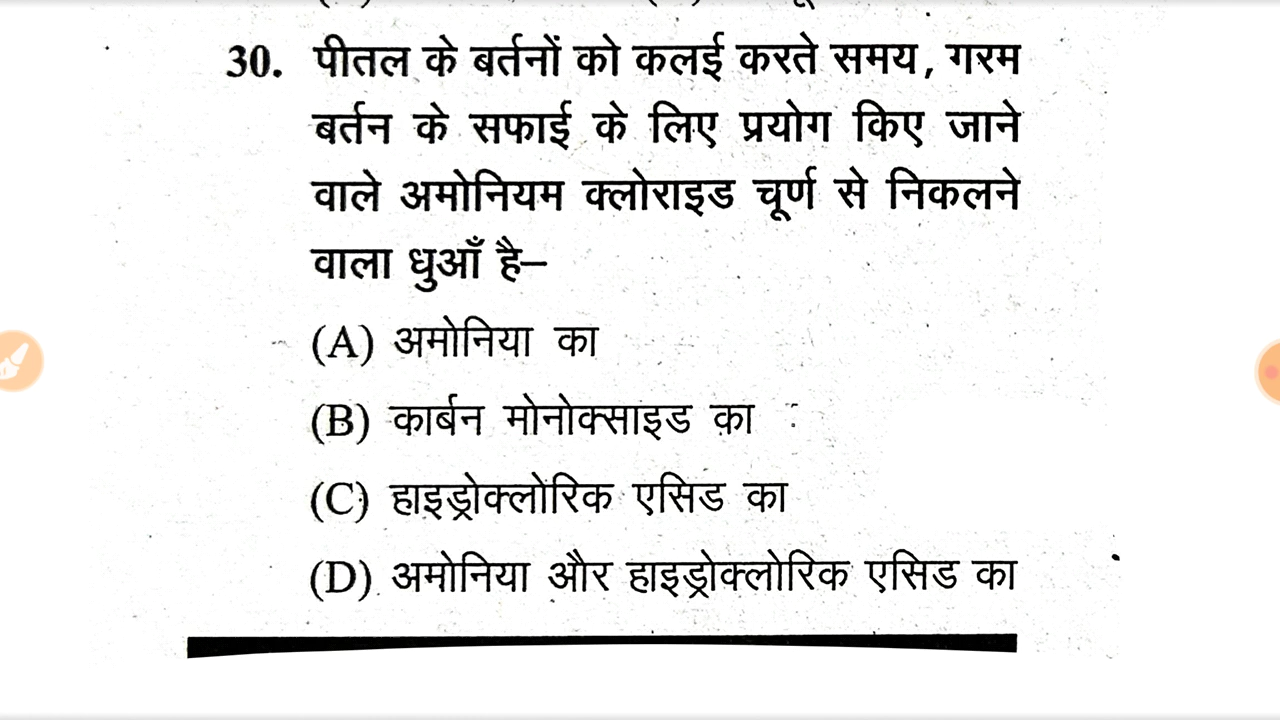 30. पीतल के बर्तनों को कलई करते समय, गरम
बर्तन के सफाई के लिए प्रयोग किए जाने
वाले अमोनियम क्लोराइड चूर्ण से निकलने
वाला धुआँ है–
(A) अमोनिया का
(B) कार्बन मोनोक्साइड का
(C) हाइड्रोक्लोरिक एसिड का
(D) अमोनिया और हाइड्रोक्लोरिक एसिड का